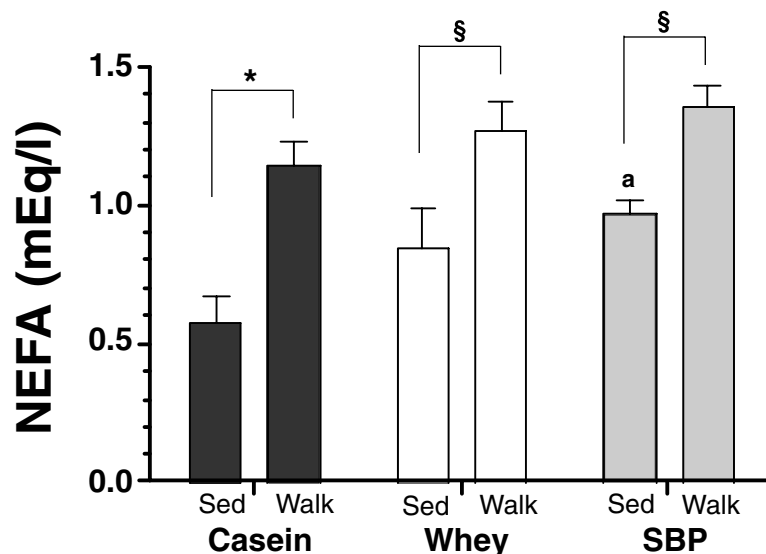 NEFA (mEq/l)
1.5
1.0
0.5
0.0
*
§
§
a
Sed Walk Sed Walk Sed Walk
Casein Whey SBP